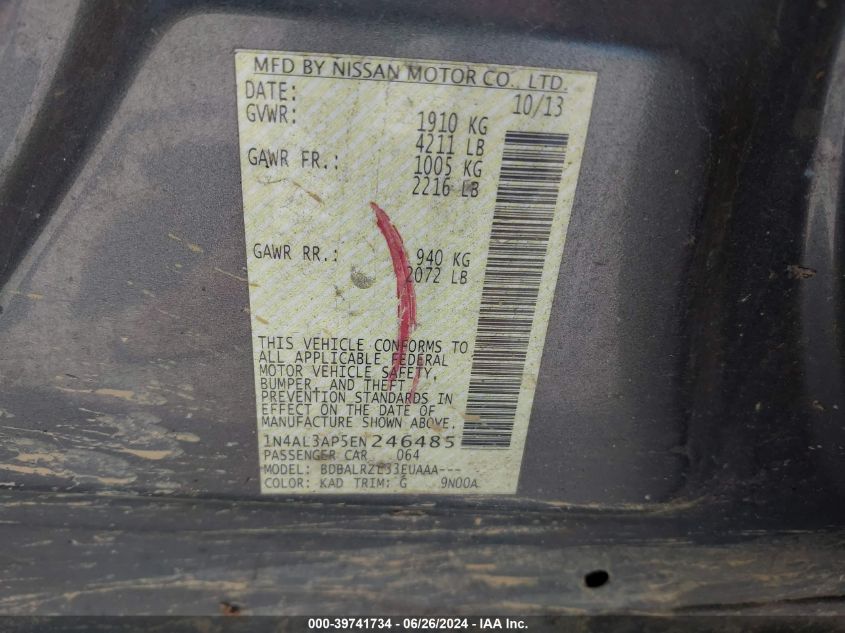 MFD BY NISSAN MOTOR CO., LTD.
DATE: 10/13
GVWR: 1910 KG
4211 LB
GAWR FR.: 1005 KG
2216 LB
GAWR RR.: 940 KG
2072 LB
THIS VEHICLE CONFORMS TO
ALL APPLICABLE FEDERAL
MOTOR VEHICLE SAFETY,
BUMPER, AND THEFT
PREVENTION STANDARDS IN
EFFECT ON THE DATE OF
MANUFACTURE SHOWN ABOVE.
1N4AL3AP5EN246485
PASSENGER CAR 064
MODEL: BDBALRZL33EUAAA---
COLOR: KAD TRIM: G 9N00A
000-39741734 - 06/26/2024 - IAA Inc.